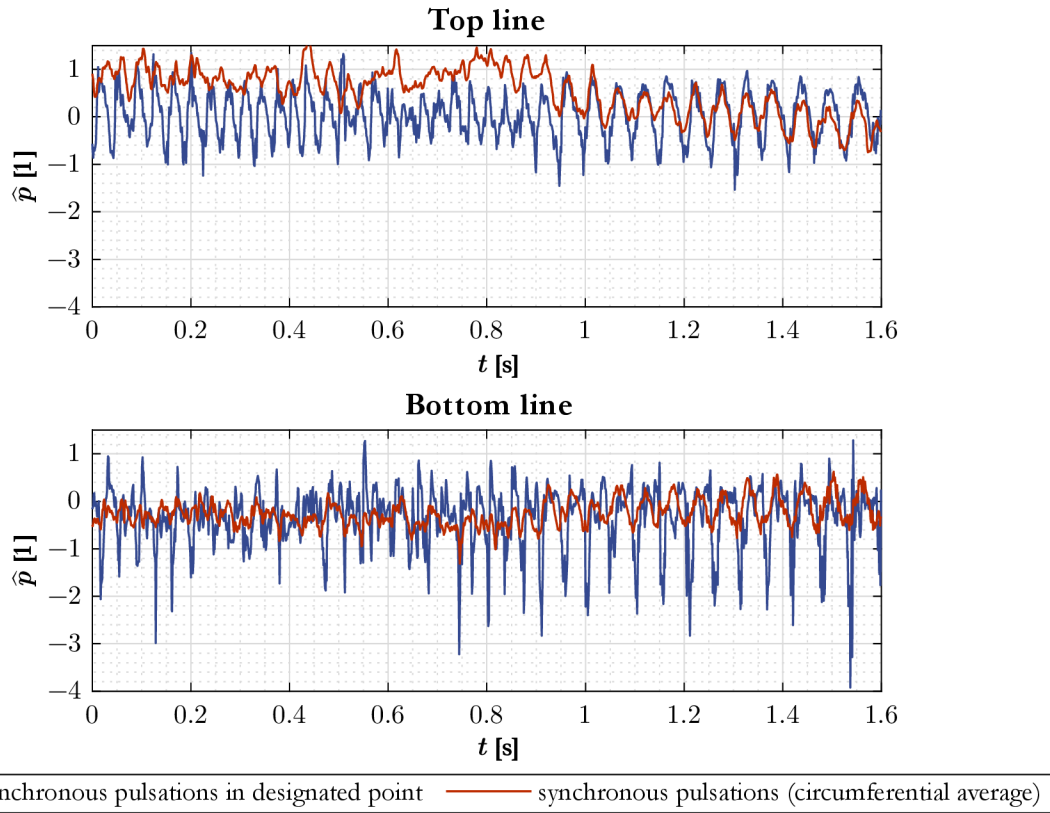 Top line
1
0
−1
−2
−3
−4
p̂ [1]
0 0.2 0.4 0.6 0.8 1 1.2 1.4 1.6
t [s]
Bottom line
1
0
−1
−2
−3
−4
p̂ [1]
0 0.2 0.4 0.6 0.8 1 1.2 1.4 1.6
t [s]
nchronous pulsations in designated point synchronous pulsations (circumferential average)